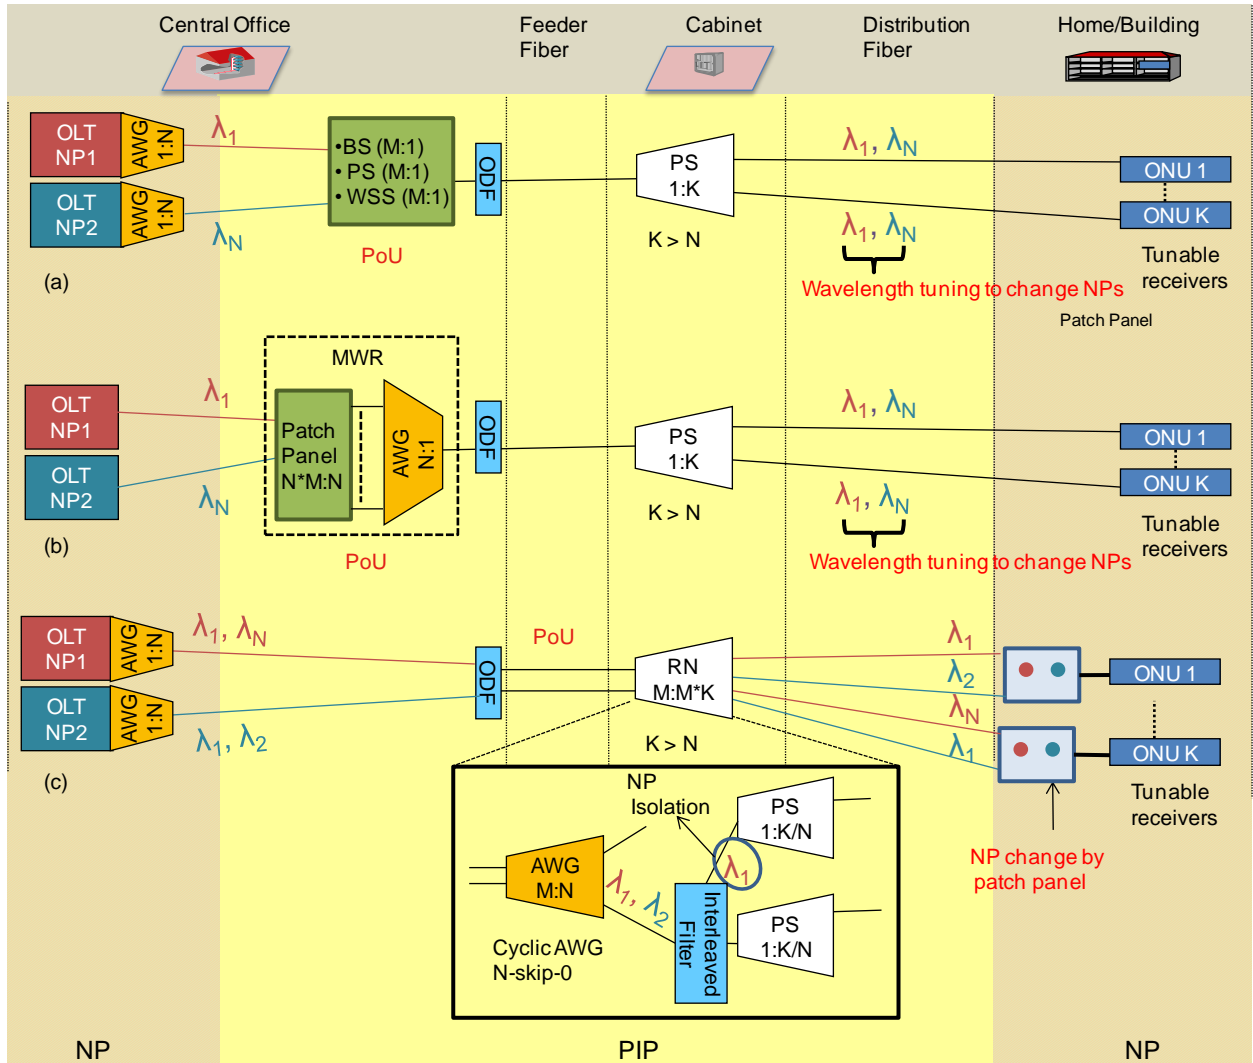 Central Office
Feeder
Fiber
Cabinet
Distribution
Fiber
Home/Building
OLT
NP1
AWG
1:N
λ1
•BS (M:1)
•PS (M:1)
•WSS (M:1)
ODF
PS
1:K
λ1, λN
ONU 1
OLT
NP2
AWG
1:N
λN
PoU
K > N
λ1, λN
ONU K
Tunable
receivers
(a)
Wavelength tuning to change NPs
Patch Panel
MWR
OLT
NP1
λ1
Patch
Panel
N*M:N
AWG
N:1
ODF
PS
1:K
λ1, λN
ONU 1
OLT
NP2
λN
K > N
λ1, λN
ONU K
Tunable
receivers
(b)
PoU
Wavelength tuning to change NPs
OLT
NP1
AWG
1:N
λ1, λN
PoU
ODF
RN
M:M*K
λ1
λ2
λN
λ1
ONU 1
OLT
NP2
AWG
1:N
λ1, λ2
K > N
ONU K
(c)
Tunable
receivers
NP
Isolation
PS
1:K/N
AWG
M:N
λ1, λ2
λ1
Interleaved
Filter
PS
1:K/N
Cyclic AWG
N-skip-0
NP change by
patch panel
NP
PIP
NP